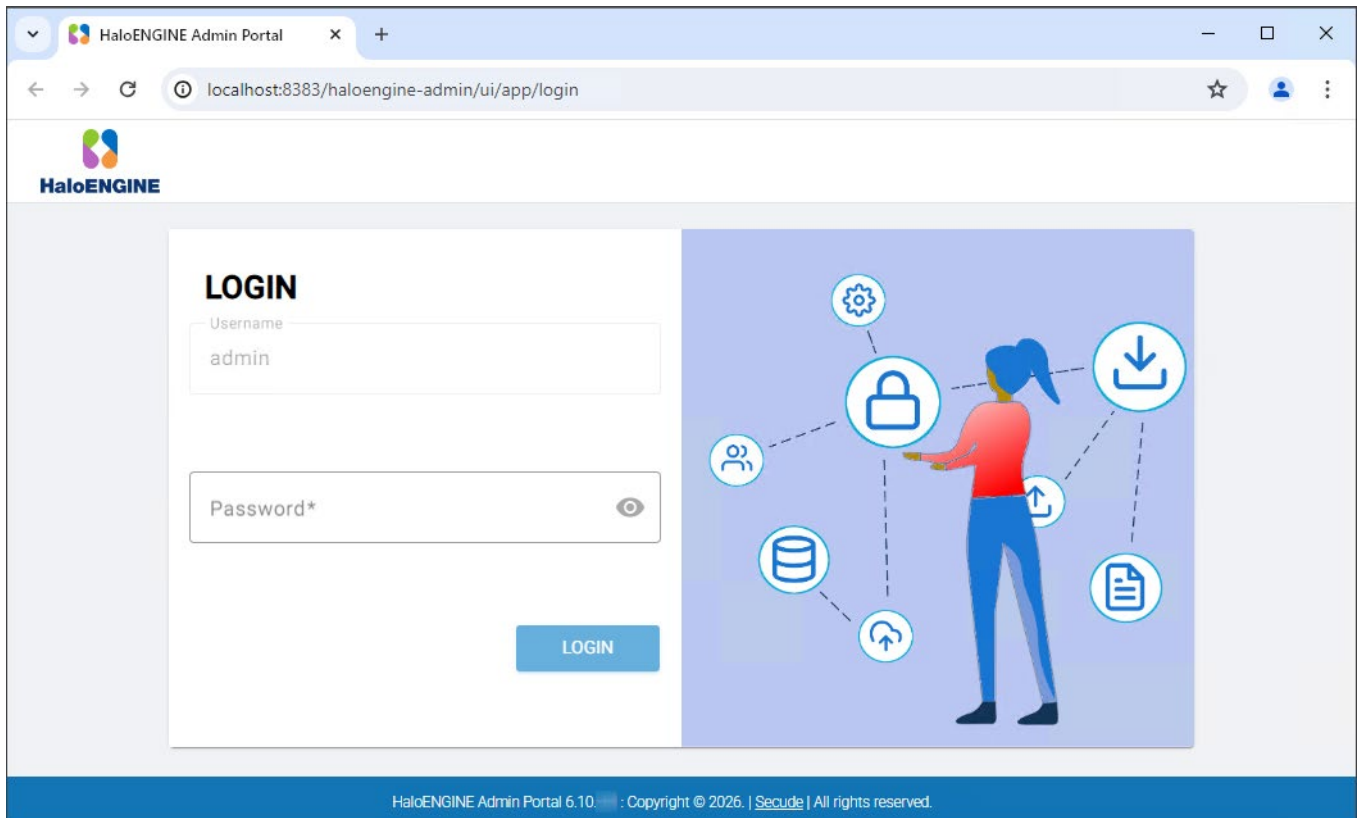 HaloENGINE Admin Portal
localhost:8383/haloengine-admin/ui/app/login
HaloENGINE
LOGIN
Username
admin
Password*
LOGIN
HaloENGINE Admin Portal 6.10. : Copyright © 2026. | Secude | All rights reserved.